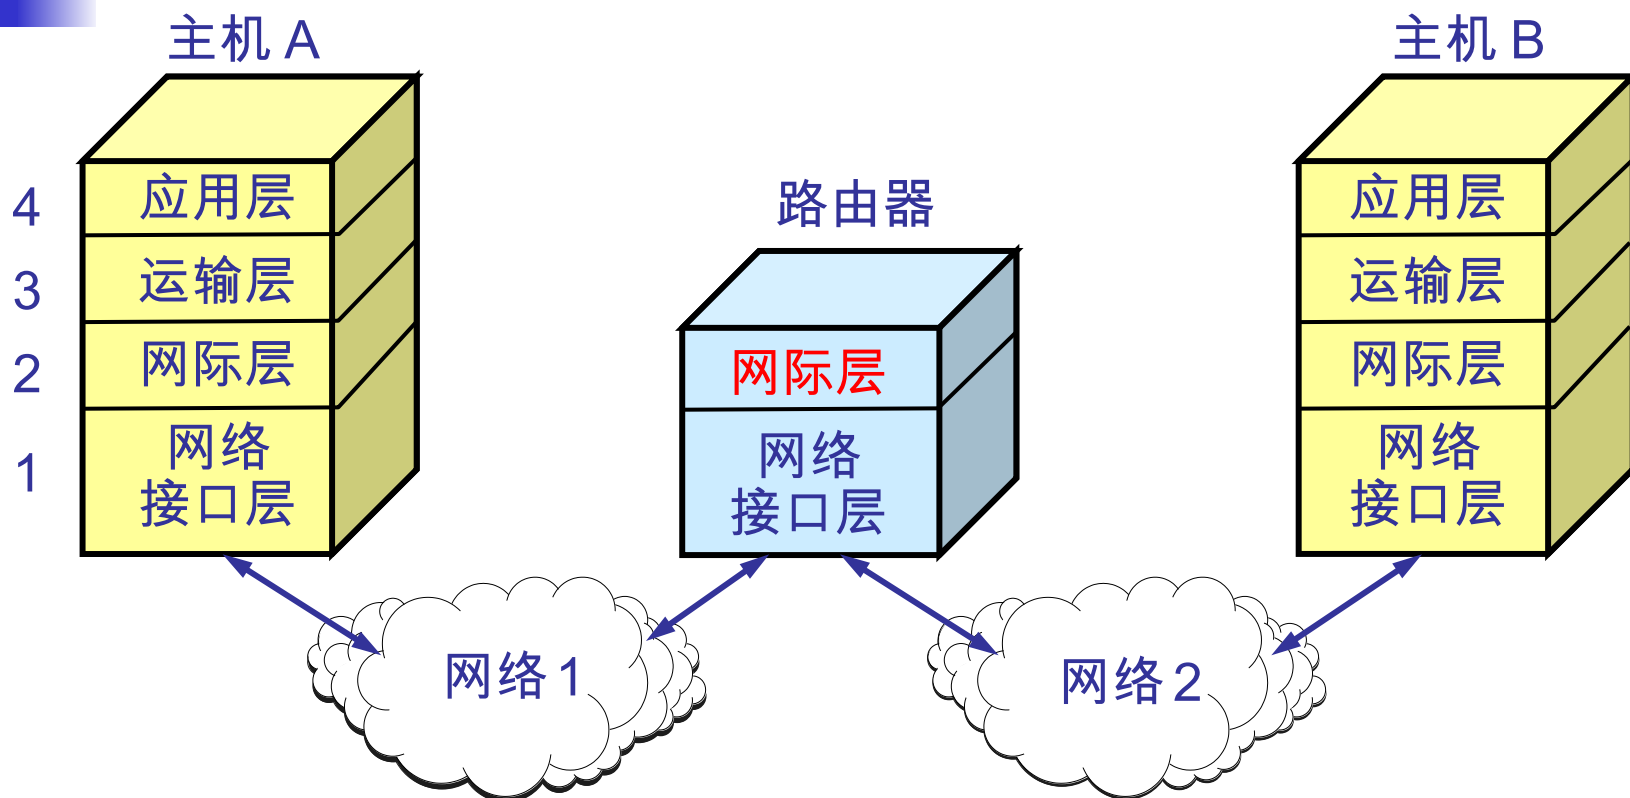 主机 A
主机 B
路由器
4
应用层
3
运输层
2
网际层
1
网络
接口层
网际层
网络
接口层
应用层
运输层
网际层
网络
接口层
网络 1
网络 2